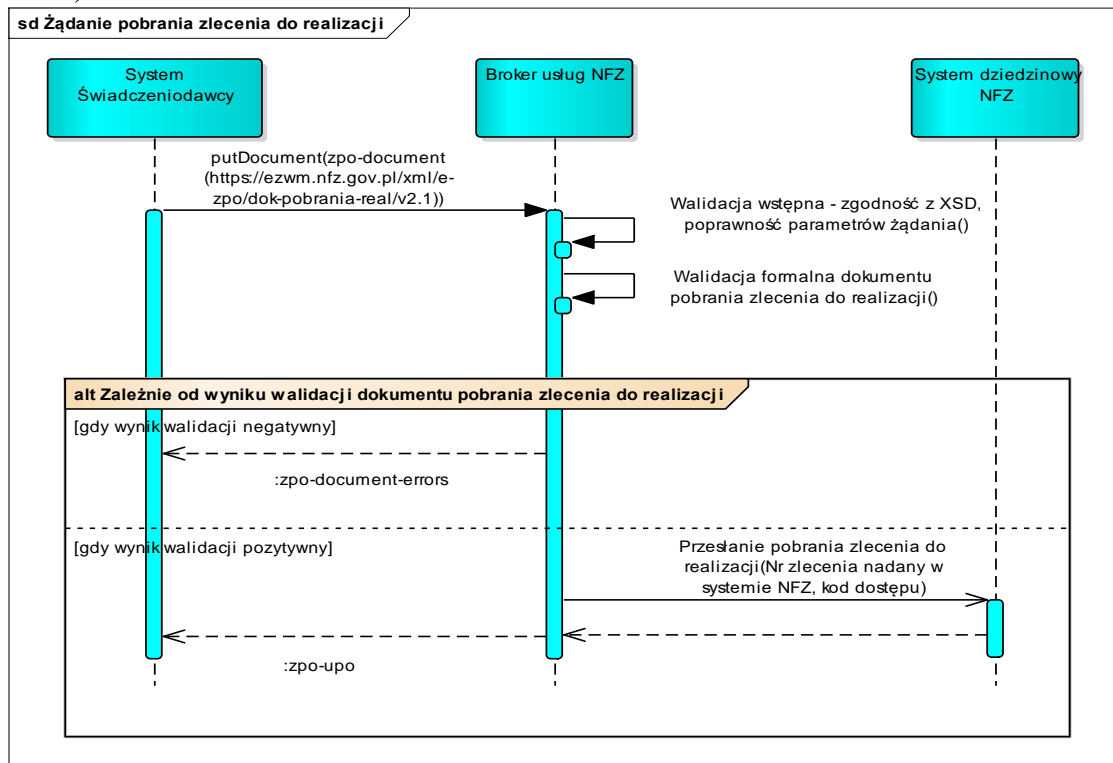 sd Żądanie pobrania zlecenia do realizacji
System
Świadczeniodawcy
Broker usług NFZ
System dziedzinowy
NFZ
putDocument(zpo-document
(https://ezwm.nfz.gov.pl/xml/e-
zpo/dok-pobrania-real/v2.1))
Walidacja wstępna - zgodność z XSD,
poprawność parametrów żądania()
Walidacja formalna dokumentu
pobrania zlecenia do realizacji()
alt Zależnie od wyniku walidacji dokumentu pobrania zlecenia do realizacji
[gdy wynik walidacji negatywny]
:zpo-document-errors
[gdy wynik walidacji pozytywny]
Przesłanie pobrania zlecenia do
realizacji(Nr zlecenia nadany w
systemie NFZ, kod dostępu)
:zpo-upo